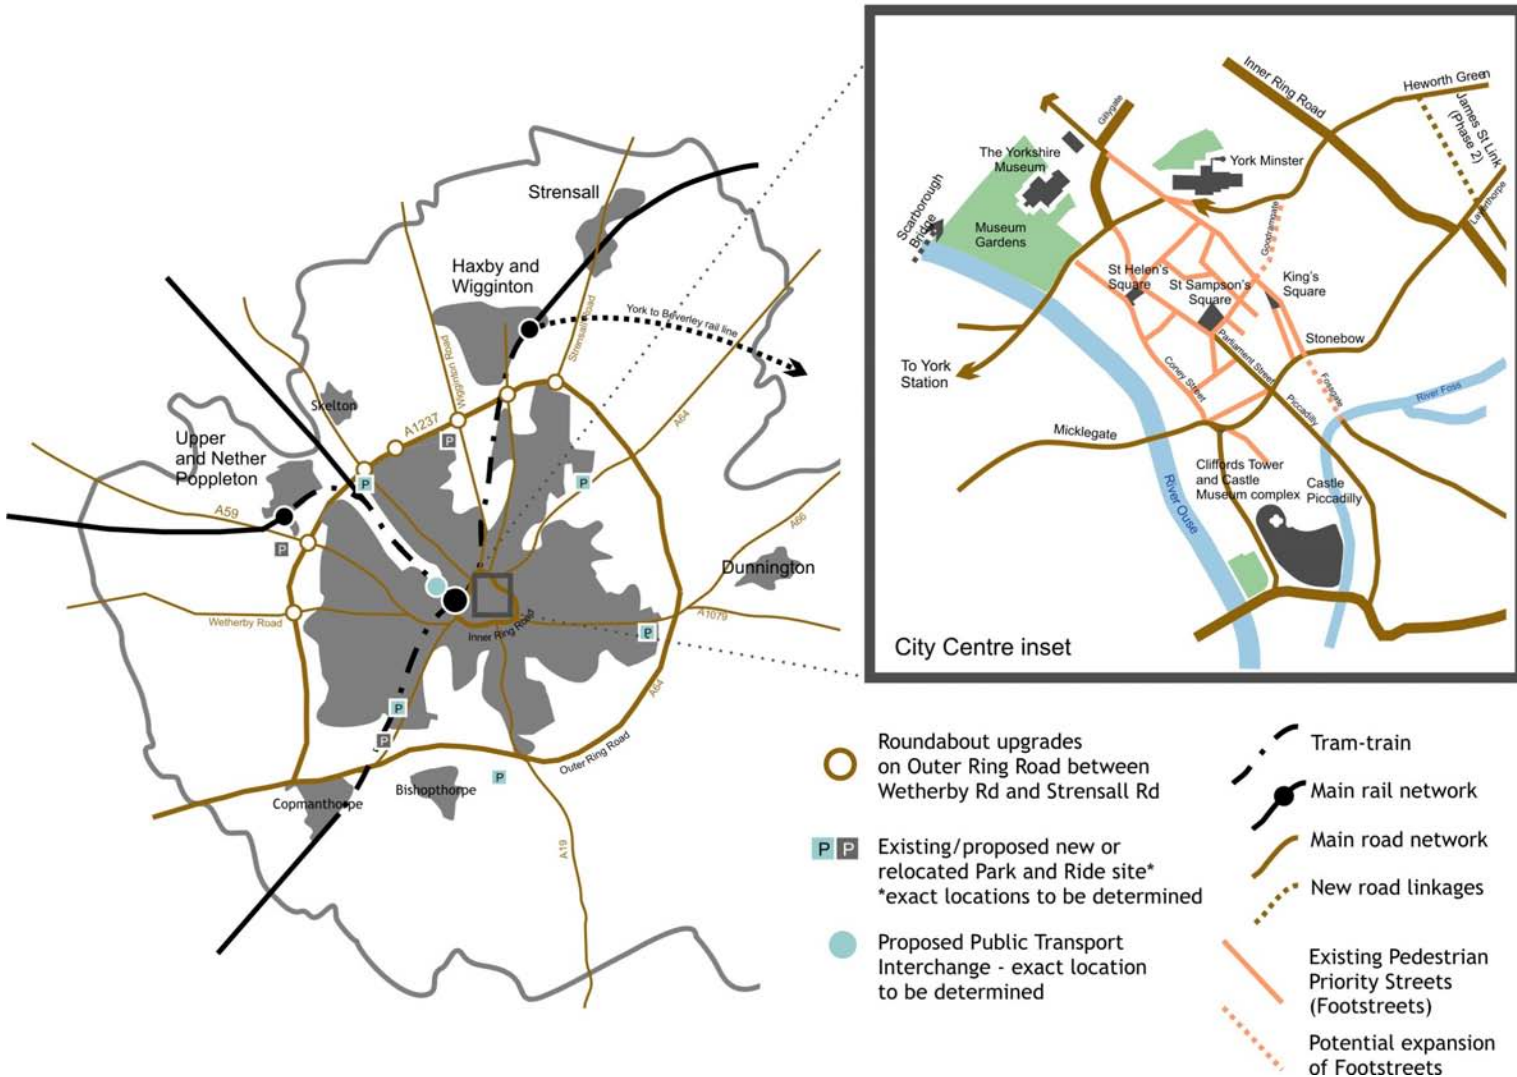 Strensall
Haxby and
Wigginton
York to Beverley rail line
Strensall Road
Wigginton Road
Skelton
A1237
A64
Upper
and Nether
Poppleton
A59
A66
Dunnington
Wetherby Road
Inner Ring Road
A1079
A64
Outer Ring Road
Copmanthorpe
Bishopthorpe
A19
P
P
P
P
P
P
P
P
Inner Ring Road
Heworth Green
James St Link
(Phase 2)
Layerthorpe
Gillygate
The Yorkshire
Museum
York Minster
Scarborough
Bridge
Museum
Gardens
Goodramgate
St Helen's
Square
St Sampson's
Square
King's
Square
Stonebow
To York
Station
Parliament Street
Coney Street
Fossgate
Piccadilly
River Foss
Micklegate
Cliffords Tower
and Castle
Museum complex
Castle
Piccadilly
River Ouse
City Centre inset
Roundabout upgrades
on Outer Ring Road between
Wetherby Rd and Strensall Rd
P P
Existing/proposed new or
relocated Park and Ride site*
*exact locations to be determined
Proposed Public Transport
Interchange - exact location
to be determined
Tram-train
Main rail network
Main road network
New road linkages
Existing Pedestrian
Priority Streets
(Footstreets)
Potential expansion
of Footstreets